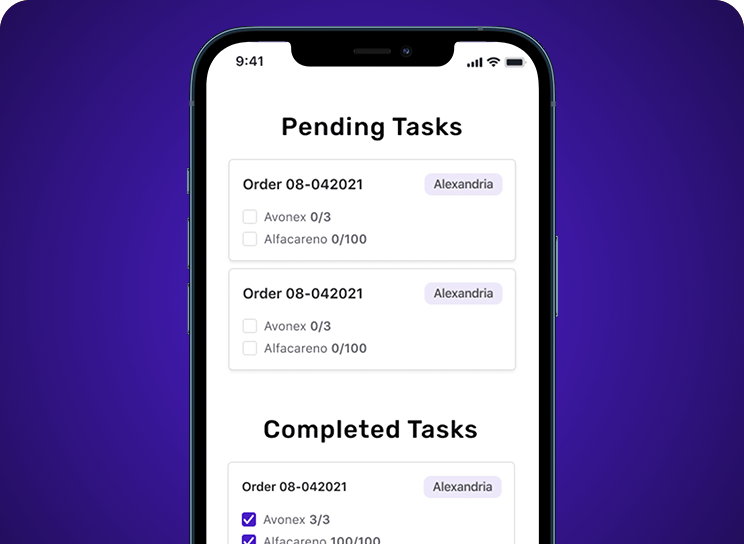 9:41
Pending Tasks
Order 08-042021 Alexandria
Avonex 0/3
Alfacareno 0/100
Order 08-042021 Alexandria
Avonex 0/3
Alfacareno 0/100
Completed Tasks
Order 08-042021 Alexandria
Avonex 3/3
Alfacareno 100/100